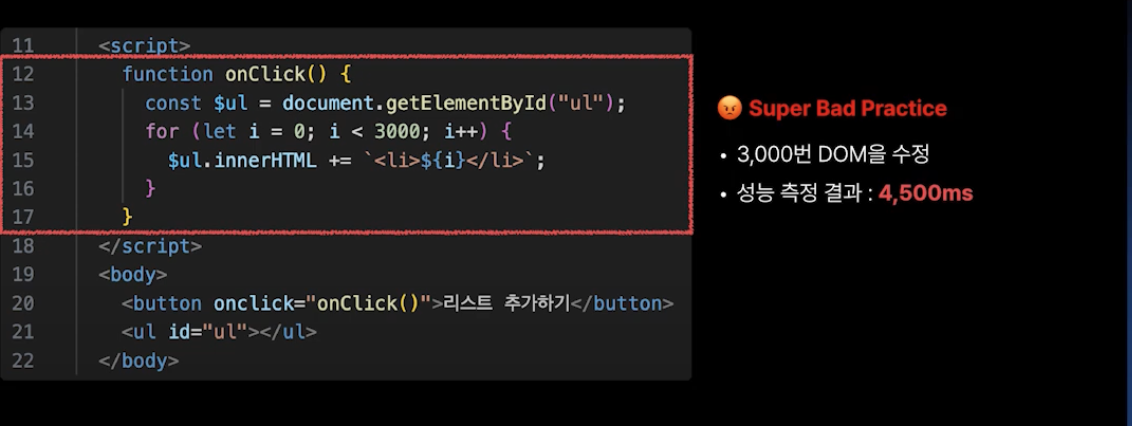 11 <script>
12 function onClick() {
13 const $ul = document.getElementById("ul");
14 for (let i = 0; i < 3000; i++) {
15 $ul.innerHTML += `<li>${i}</li>`;
16 }
17 }
18 </script>
19 <body>
20 <button onclick="onClick()">리스트 추가하기</button>
21 <ul id="ul"></ul>
22 </body>
😡 Super Bad Practice
• 3,000번 DOM을 수정
• 성능 측정 결과 : 4,500ms